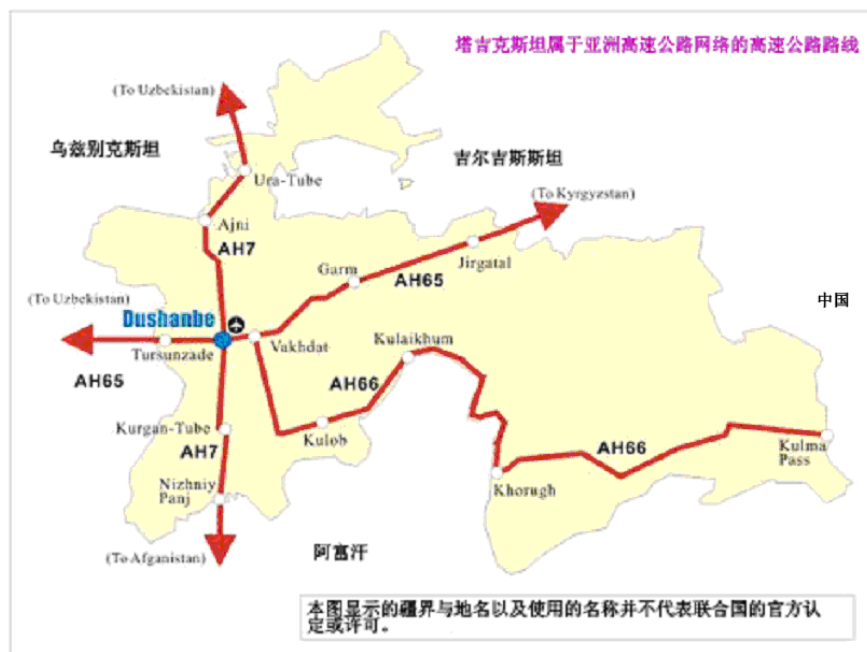 塔吉克斯坦属于亚洲高速公路网络的高速公路路线
(To Uzbekistan)
乌兹别克斯坦
吉尔吉斯斯坦
Ura-Tube
(To Kyrgyzstan)
Ajni
AH7
Jirgatal
Garm
AH65
(To Uzbekistan)
中国
Dushanbe
Vakhdat
Kulaikhum
Tursunzade
AH65
AH66
Kurgan-Tube
Kulob
AH7
AH66
Kulma
Pass
Nizhniy
Panj
Khorugh
(To Afganistan)
阿富汗
本图显示的疆界与地名以及使用的名称并不代表联合国的官方认
定或许可。